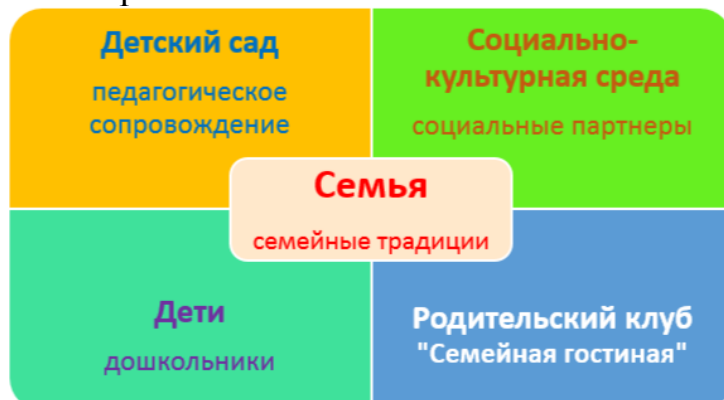 Детский сад
педагогическое
сопровождение
Социально-
культурная среда
социальные партнеры
Семья
семейные традиции
Дети
дошкольники
Родительский клуб
"Семейная гостиная"